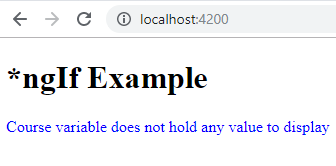 localhost:4200
*ngIf Example
Course variable does not hold any value to display